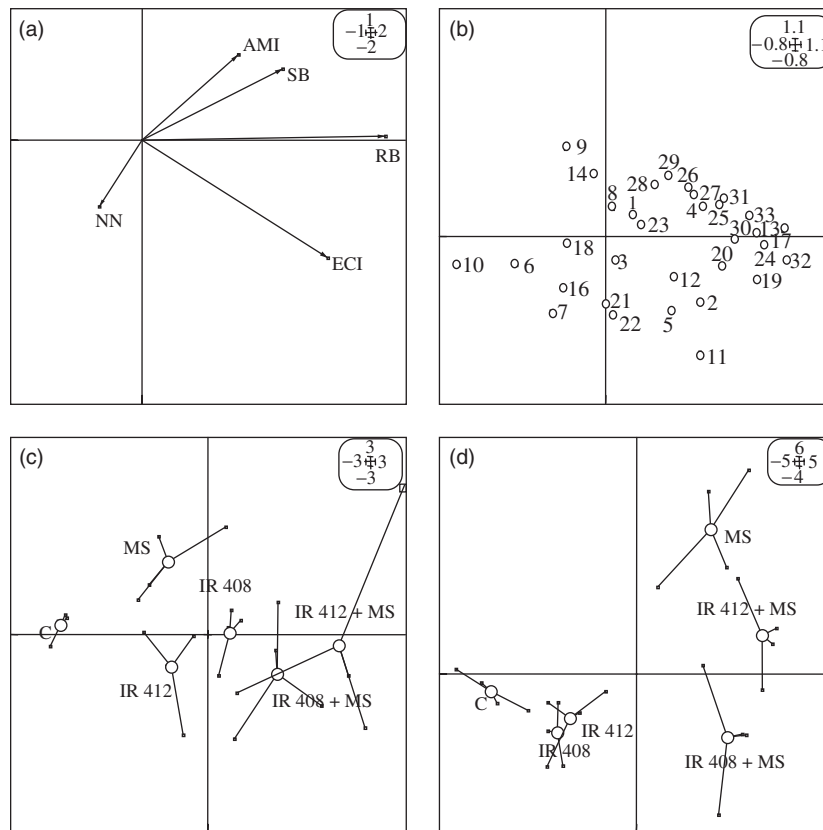 (a)
1
−1 2
−2
AMI
SB
RB
NN
ECI
(b)
1.1
−0.8 1.1
−0.8
9
14
29
26
28
8
27
31
1
4
25
33
23
30
13
17
18
20
3
24
32
10
6
12
19
16
21
2
7
22
5
11
(c)
3
−3 3
−3
MS
IR 408
IR 412 + MS
C
IR 412
IR 408 + MS
(d)
6
−5 5
−4
MS
IR 412 + MS
C
IR 412
IR 408
IR 408 + MS